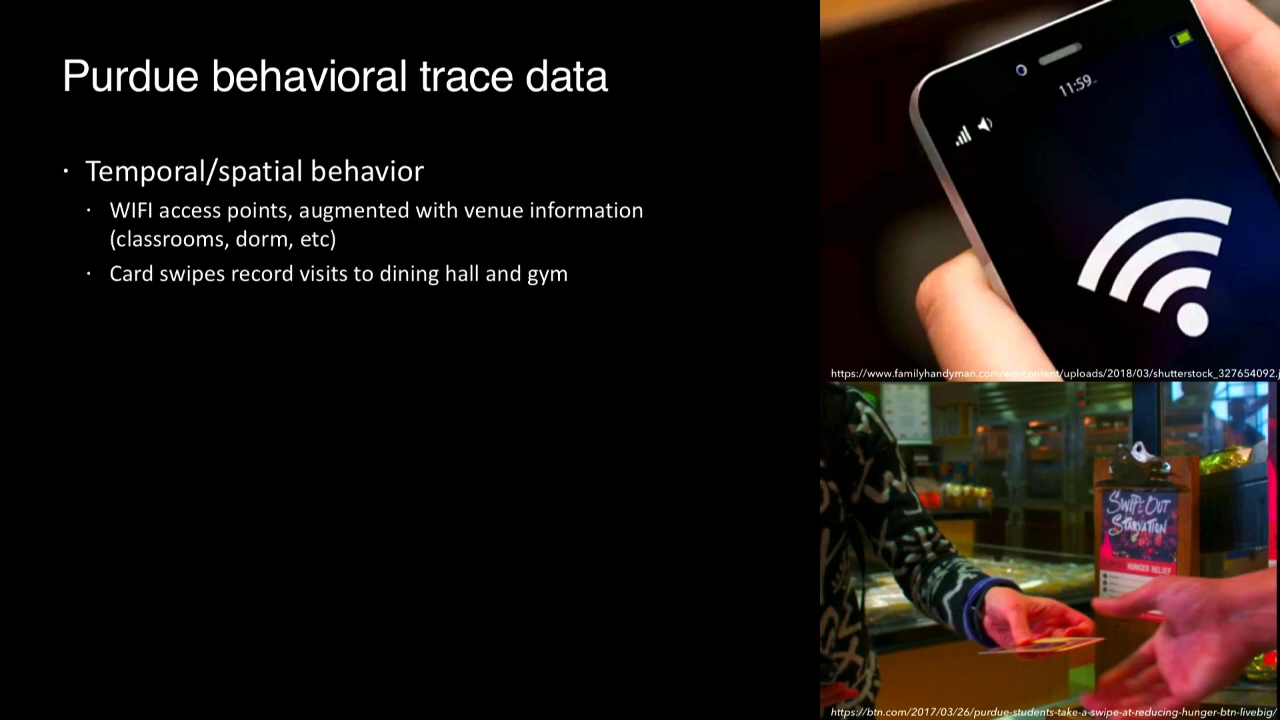 Purdue behavioral trace data
· Temporal/spatial behavior
· WIFI access points, augmented with venue information
(classrooms, dorm, etc)
· Card swipes record visits to dining hall and gym
11:59
https://www.familyhandyman.com/wp-content/uploads/2018/03/shutterstock_327654092.j
SWIPE OUT
STARVATION
HUNGER RELIEF
https://btn.com/2017/03/26/purdue-students-take-a-swipe-at-reducing-hunger-btn-livebig/